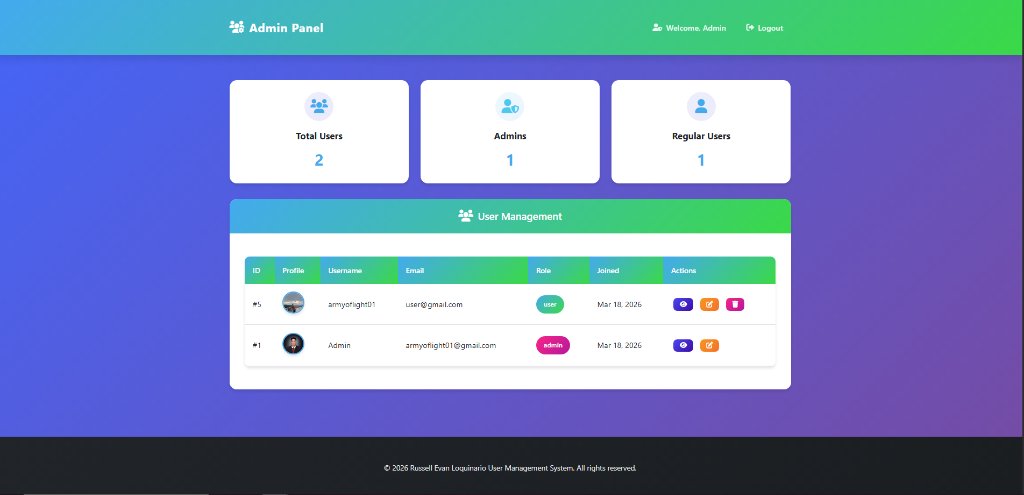 Admin Panel
Welcome, Admin
Logout
Total Users
2
Admins
1
Regular Users
1
User Management
ID Profile Username Email Role Joined Actions
#5 armyoflight01 user@gmail.com user Mar 18, 2026
#1 Admin armyoflight01@gmail.com admin Mar 18, 2026
© 2026 Russell Evan Loquinario User Management System. All rights reserved.